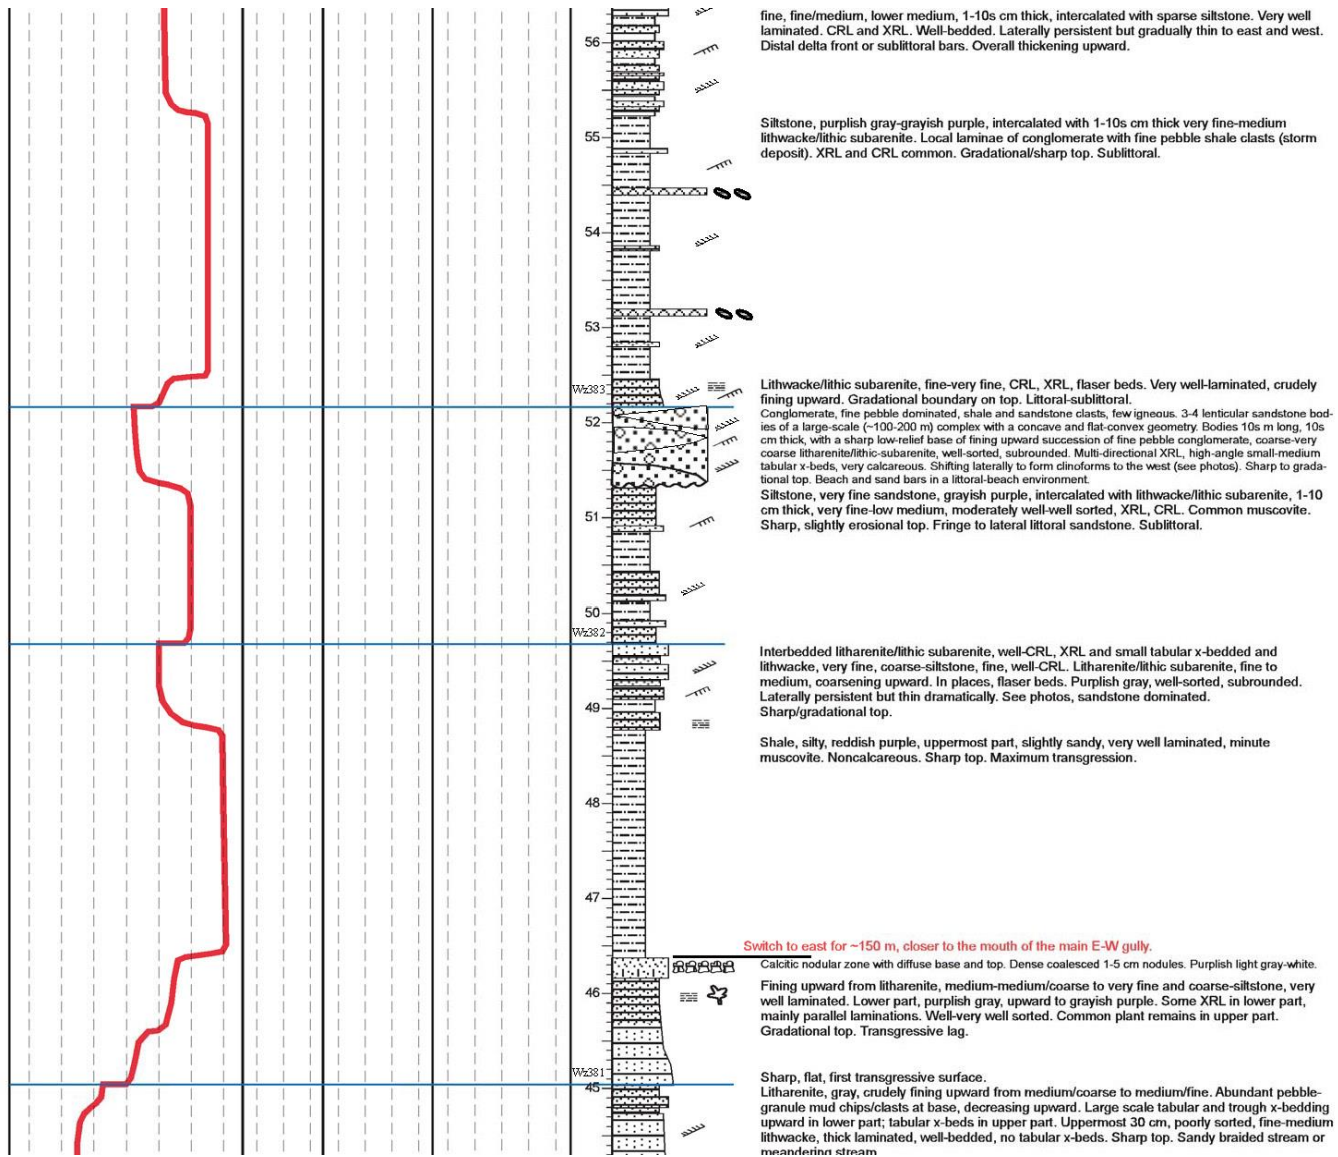 fine, fine/medium, lower medium, 1-10s cm thick, intercalated with sparse siltstone. Very well
laminated. CRL and XRL. Well-bedded. Laterally persistent but gradually thin to east and west.
Distal delta front or sublittoral bars. Overall thickening upward.
56
Siltstone, purplish gray-grayish purple, intercalated with 1-10s cm thick very fine-medium
lithwacke/lithic subarenite. Local laminae of conglomerate with fine pebble shale clasts (storm
deposit). XRL and CRL common. Gradational/sharp top. Sublittoral.
55
54
53
Wz383
Lithwacke/lithic subarenite, fine-very fine, CRL, XRL, flaser beds. Very well-laminated, crudely
fining upward. Gradational boundary on top. Littoral-sublittoral.
52
Conglomerate, fine pebble dominated, shale and sandstone clasts, few igneous. 3-4 lenticular sandstone bod-
ies of a large-scale (~100-200 m) complex with a concave and flat-convex geometry. Bodies 10s m long, 10s
cm thick, with a sharp low-relief base of fining upward succession of fine pebble conglomerate, coarse-very
coarse litharenite/lithic-subarenite, well-sorted, subrounded. Multi-directional XRL, high-angle small-medium
tabular x-beds, very calcareous. Shifting laterally to form clinoforms to the west (see photos). Sharp to grada-
tional top. Beach and sand bars in a littoral-beach environment.
Siltstone, very fine sandstone, grayish purple, intercalated with lithwacke/lithic subarenite, 1-10
cm thick, very fine-low medium, moderately well-well sorted, XRL, CRL. Common muscovite.
Sharp, slightly erosional top. Fringe to lateral littoral sandstone. Sublittoral.
51
50
Wz382
Interbedded litharenite/lithic subarenite, well-CRL, XRL and small tabular x-bedded and
lithwacke, very fine, coarse-siltstone, fine, well-CRL. Litharenite/lithic subarenite, fine to
medium, coarsening upward. In places, flaser beds. Purplish gray, well-sorted, subrounded.
Laterally persistent but thin dramatically. See photos, sandstone dominated.
Sharp/gradational top.
49
Shale, silty, reddish purple, uppermost part, slightly sandy, very well laminated, minute
muscovite. Noncalcareous. Sharp top. Maximum transgression.
48
47
Switch to east for ~150 m, closer to the mouth of the main E-W gully.
Calcitic nodular zone with diffuse base and top. Dense coalesced 1-5 cm nodules. Purplish light gray-white.
46
Fining upward from litharenite, medium-medium/coarse to very fine and coarse-siltstone, very
well laminated. Lower part, purplish gray, upward to grayish purple. Some XRL in lower part,
mainly parallel laminations. Well-very well sorted. Common plant remains in upper part.
Gradational top. Transgressive lag.
Wz381
45
Sharp, flat, first transgressive surface.
Litharenite, gray, crudely fining upward from medium/coarse to medium/fine. Abundant pebble-
granule mud chips/clasts at base, decreasing upward. Large scale tabular and trough x-bedding
upward in lower part; tabular x-beds in upper part. Uppermost 30 cm, poorly sorted, fine-medium
lithwacke, thick laminated, well-bedded, no tabular x-beds. Sharp top. Sandy braided stream or
meandering stream